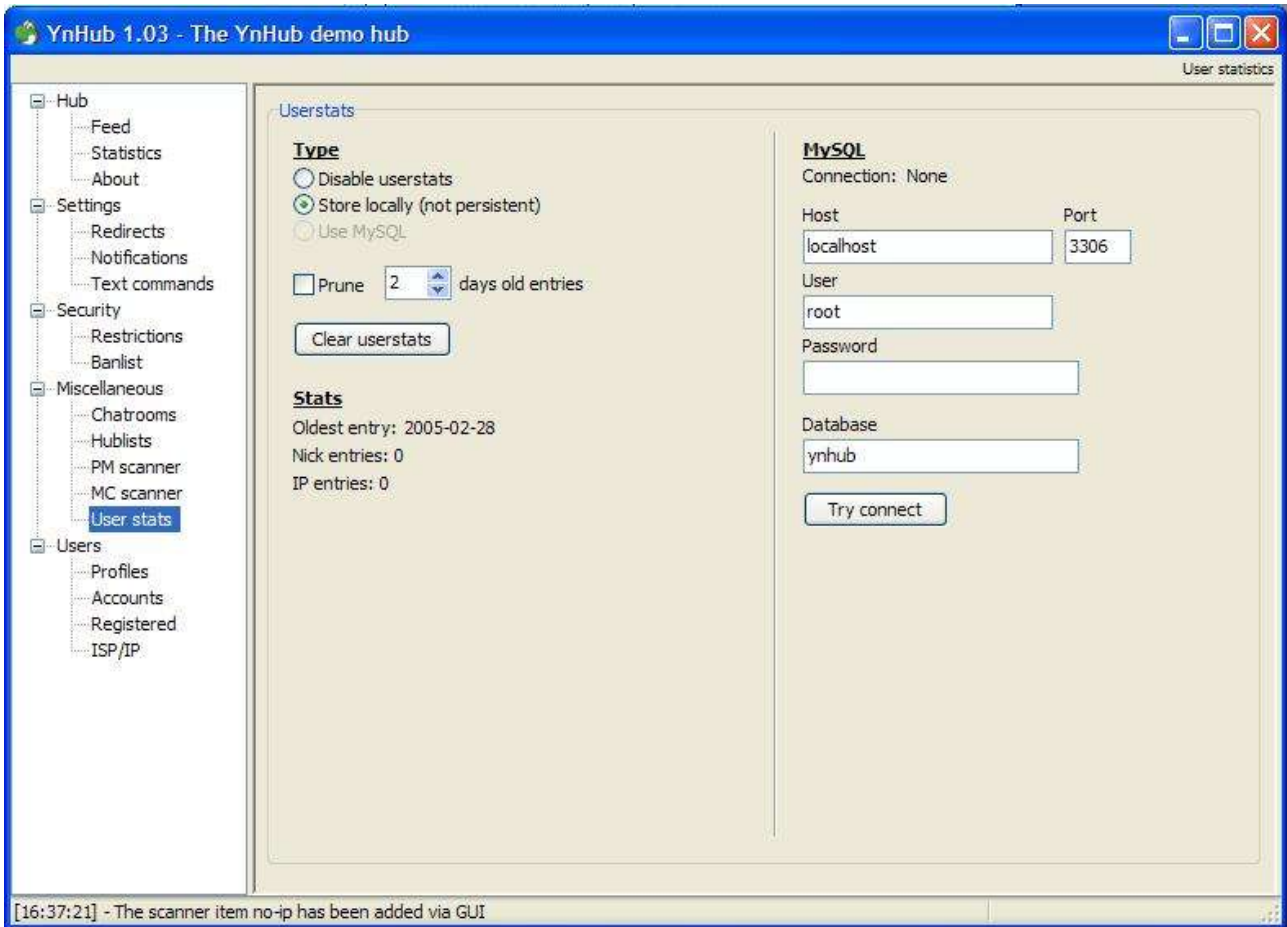 YnHub 1.03 - The YnHub demo hub
User statistics
Hub
Feed
Statistics
About
Settings
Redirects
Notifications
Text commands
Security
Restrictions
Banlist
Miscellaneous
Chatrooms
Hublists
PM scanner
MC scanner
User stats
Users
Profiles
Accounts
Registered
ISP/IP
Userstats
Type
Disable userstats
Store locally (not persistent)
Use MySQL
Prune 2 days old entries
Clear userstats
Stats
Oldest entry: 2005-02-28
Nick entries: 0
IP entries: 0
MySQL
Connection: None
Host Port
localhost 3306
User
root
Password
Database
ynhub
Try connect
[16:37:21] - The scanner item no-ip has been added via GUI